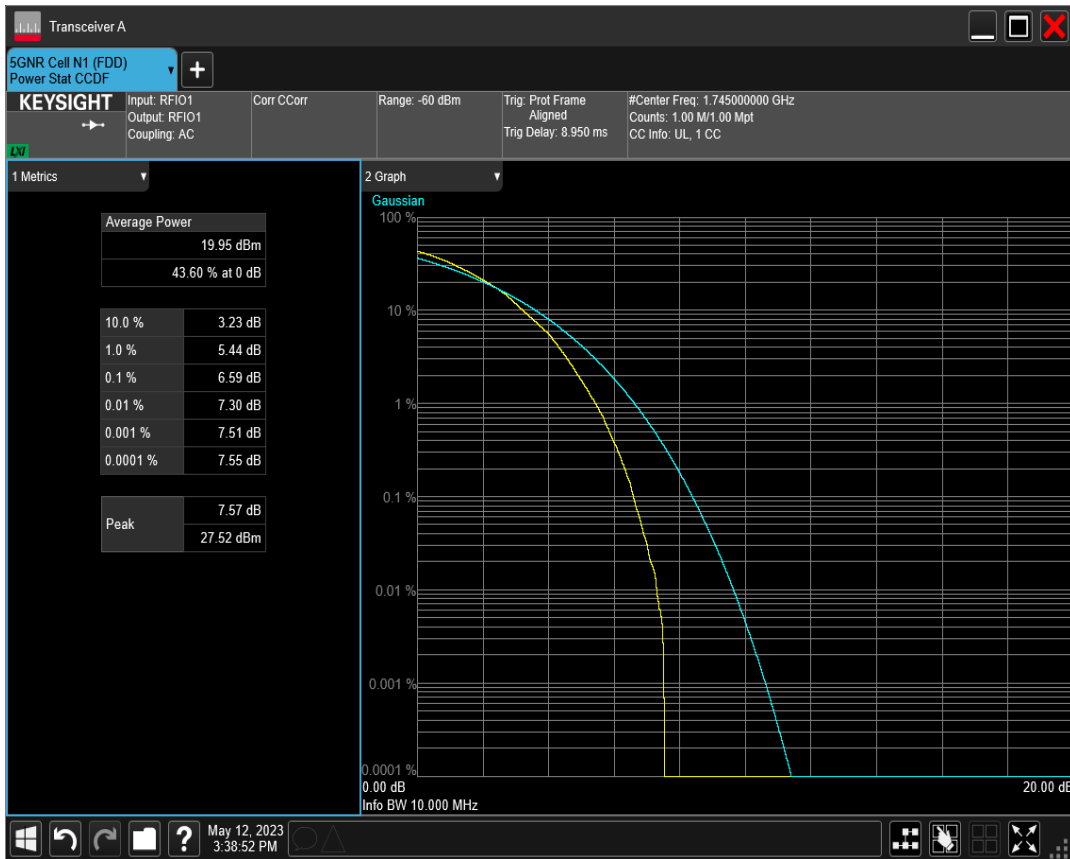 Transceiver A
5GNR Cell N1 (FDD)
Power Stat CCDF
+
KEYSIGHT
LXI
Input: RFIO1
Output: RFIO1
Coupling: AC
Corr CCorr
Range: -60 dBm
Trig: Prot Frame
Aligned
Trig Delay: 8.950 ms
#Center Freq: 1.745000000 GHz
Counts: 1.00 M/1.00 Mpt
CC Info: UL, 1 CC
1 Metrics
Average Power
19.95 dBm
43.60 % at 0 dB
10.0 % 3.23 dB
1.0 % 5.44 dB
0.1 % 6.59 dB
0.01 % 7.30 dB
0.001 % 7.51 dB
0.0001 % 7.55 dB
Peak
7.57 dB
27.52 dBm
2 Graph
Gaussian
100 %
10 %
1 %
0.1 %
0.01 %
0.001 %
0.0001 %
0.00 dB 20.00 dB
Info BW 10.000 MHz
?
May 12, 2023
3:38:52 PM